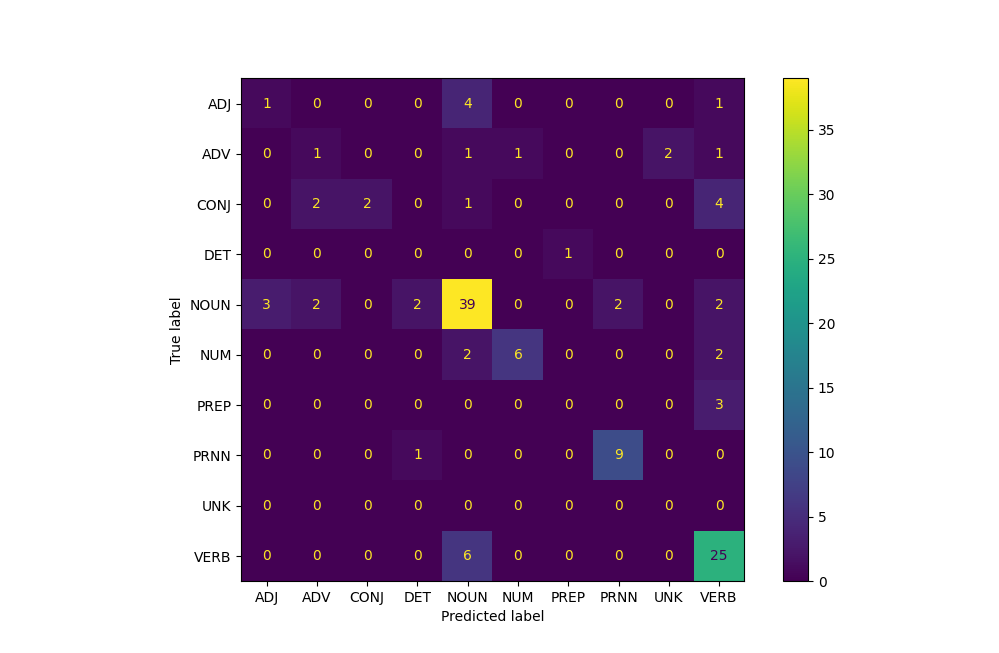 ADJ 1 0 0 0 4 0 0 0 0 1
ADV 0 1 0 0 1 1 0 0 2 1
CONJ 0 2 2 0 1 0 0 0 0 4
DET 0 0 0 0 0 0 1 0 0 0
NOUN 3 2 0 2 39 0 0 2 0 2
NUM 0 0 0 0 2 6 0 0 0 2
PREP 0 0 0 0 0 0 0 0 0 3
PRNN 0 0 0 1 0 0 0 9 0 0
UNK 0 0 0 0 0 0 0 0 0 0
VERB 0 0 0 0 6 0 0 0 0 25
ADJ ADV CONJ DET NOUN NUM PREP PRNN UNK VERB
Predicted label
True label
35
30
25
20
15
10
5
0